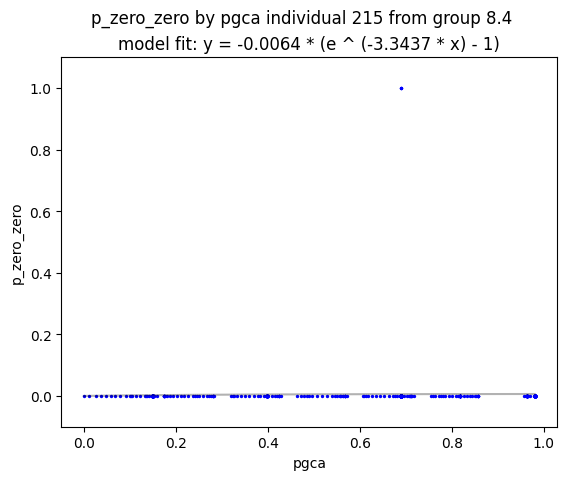 p_zero_zero by pgca individual 215 from group 8.4
model fit: y = -0.0064 * (e ^ (-3.3437 * x) - 1)
1.0
0.8
0.6
0.4
0.2
0.0
p_zero_zero
0.0 0.2 0.4 0.6 0.8 1.0
pgca